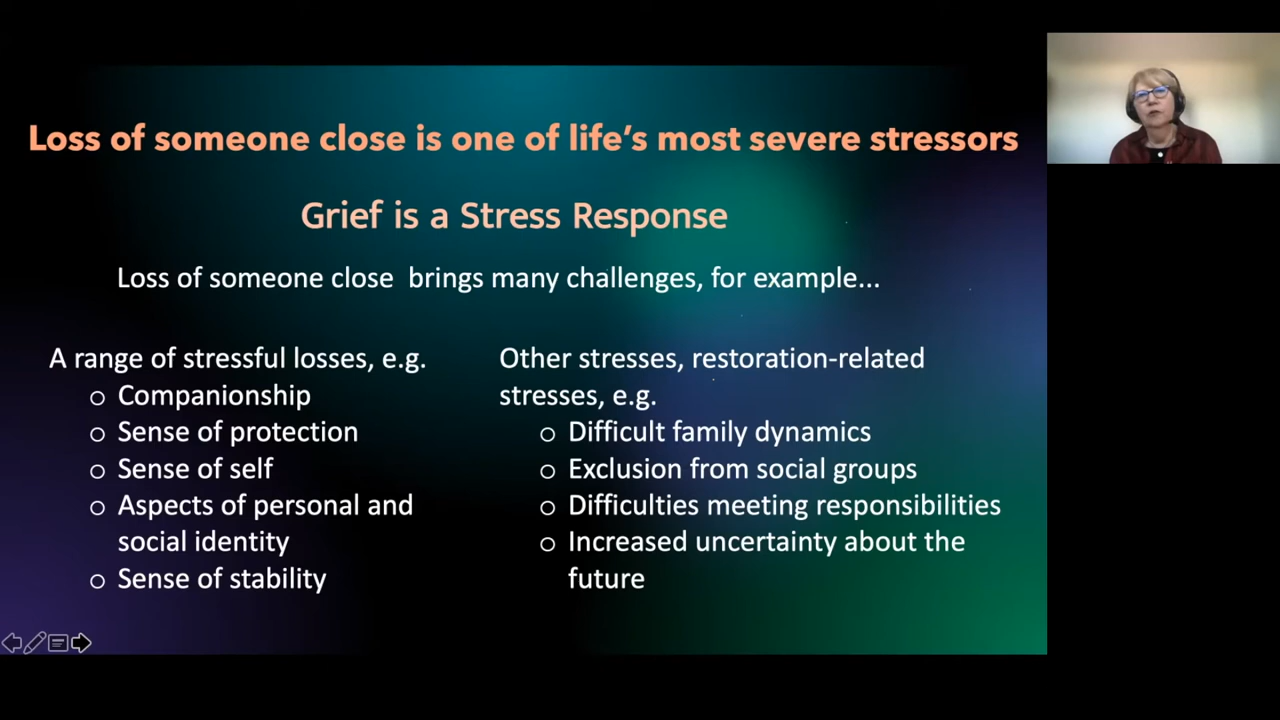 Loss of someone close is one of life's most severe stressors
Grief is a Stress Response
Loss of someone close brings many challenges, for example...
A range of stressful losses, e.g.
o Companionship
o Sense of protection
o Sense of self
o Aspects of personal and
social identity
o Sense of stability
Other stresses, restoration-related
stresses, e.g.
o Difficult family dynamics
o Exclusion from social groups
o Difficulties meeting responsibilities
o Increased uncertainty about the
future